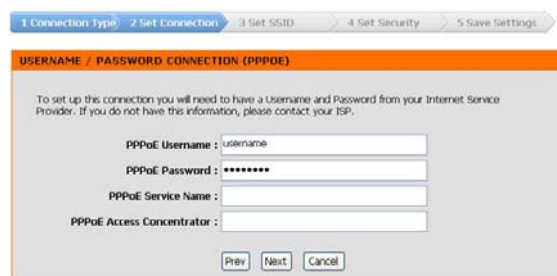 1 Connection Type 2 Set Connection 3 Set SSID 4 Set Security 5 Save Settings
USERNAME / PASSWORD CONNECTION (PPPOE)
To set up this connection you will need to have a Username and Password from your Internet Service
Provider. If you do not have this information, please contact your ISP.
PPPoE Username : username
PPPoE Password : ••••••••
PPPoE Service Name :
PPPoE Access Concentrator :
Prev Next Cancel